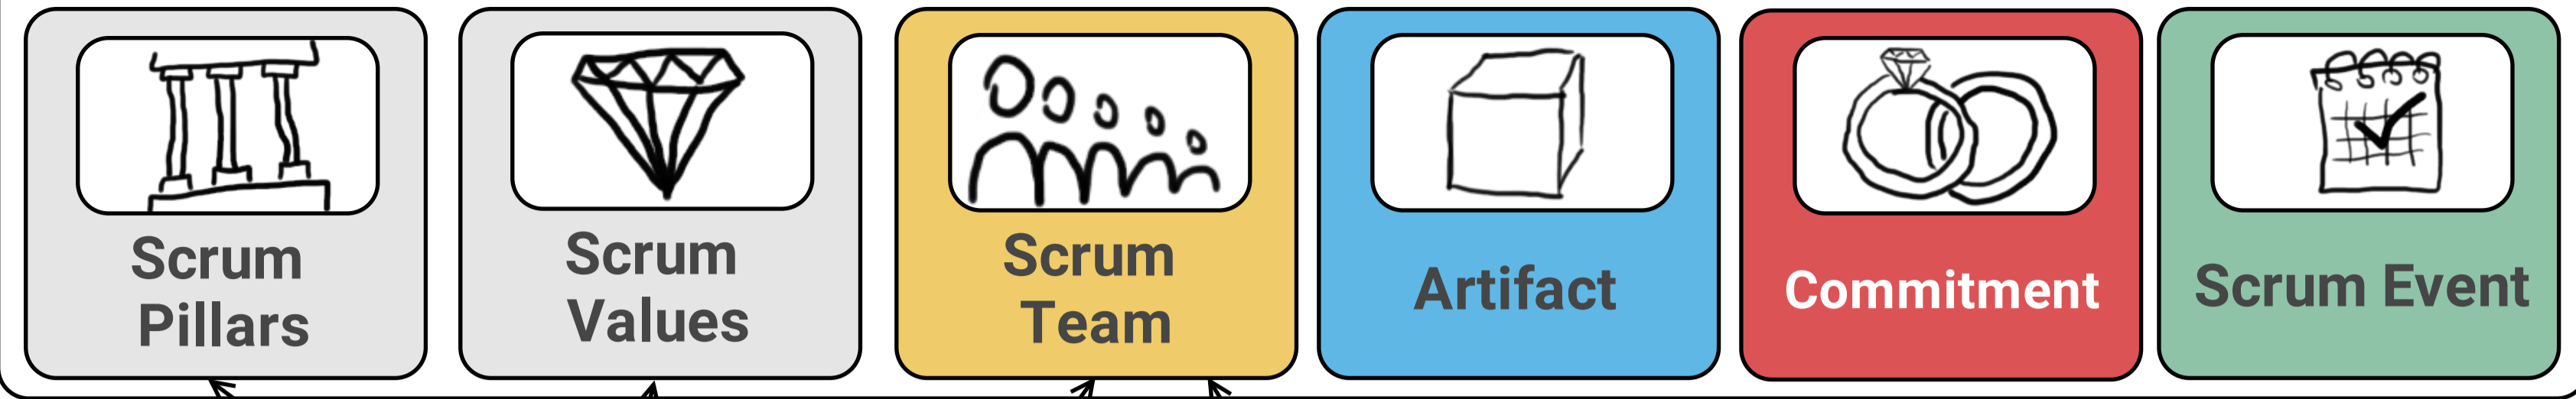 Scrum
Pillars
Scrum
Values
Scrum
Team
Artifact
Commitment
Scrum Event